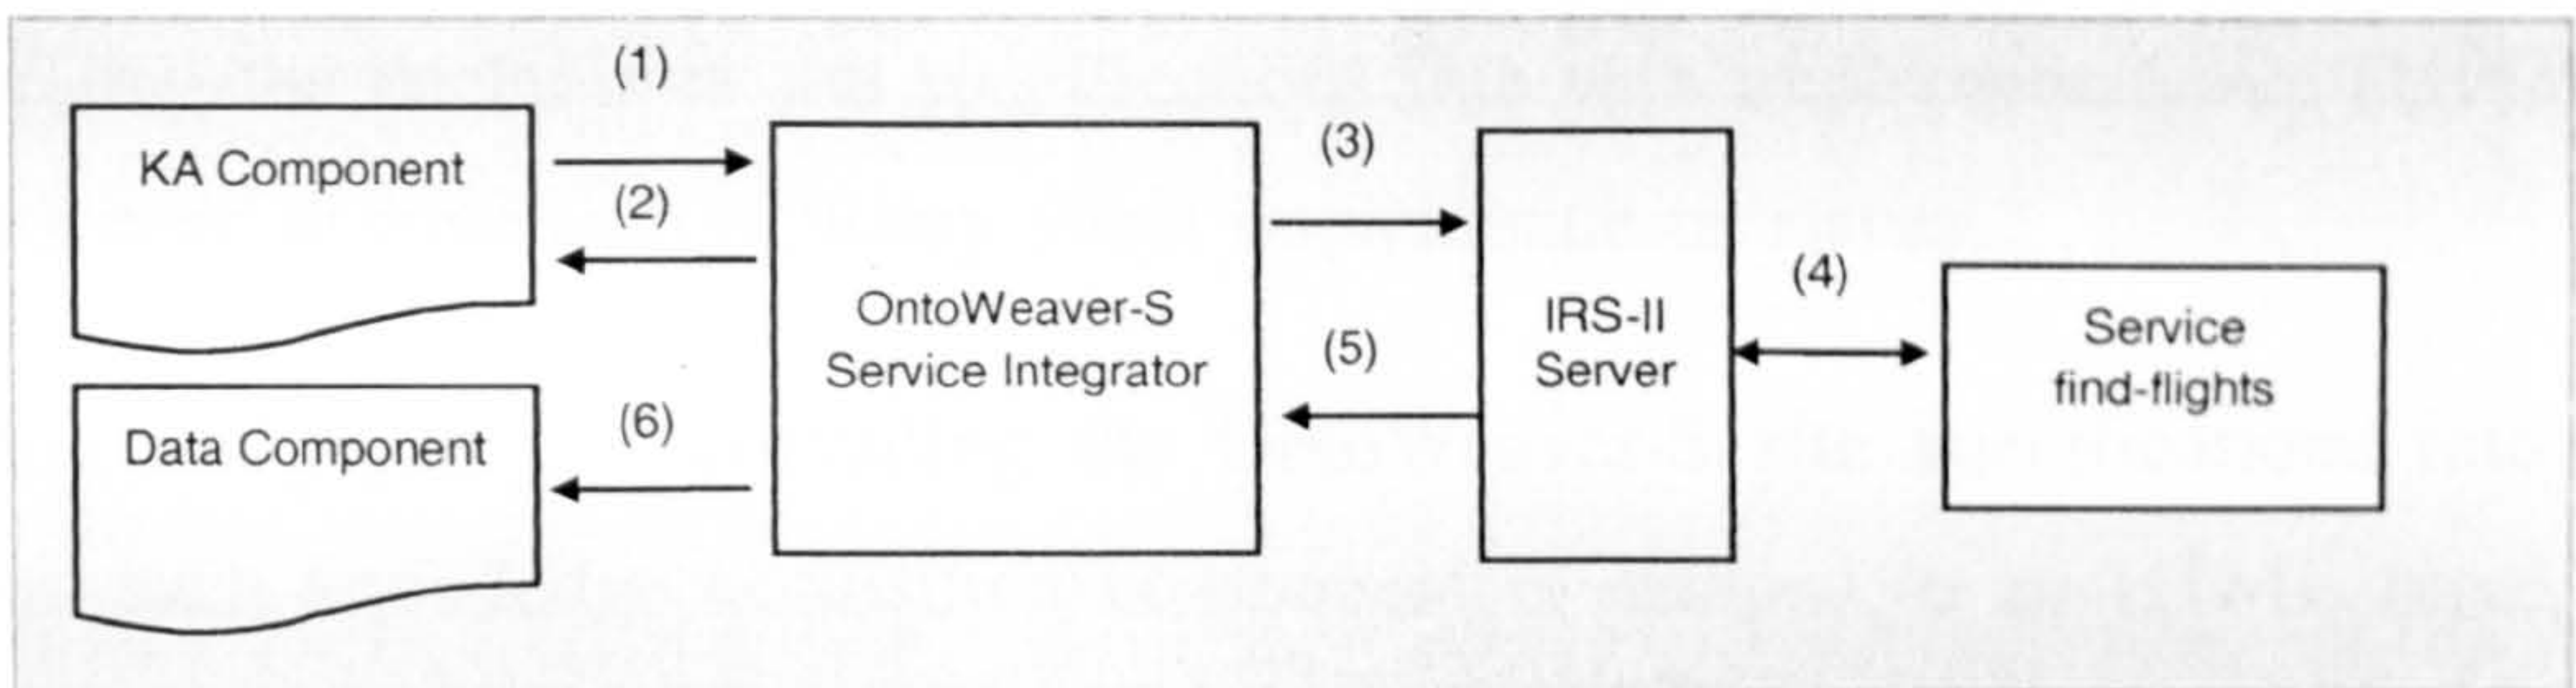 (1)
KA Component
(2)
(3)
OntoWeaver-S
Service Integrator
IRS-II
Server
(4)
Service
find-flights
(5)
Data Component
(6)